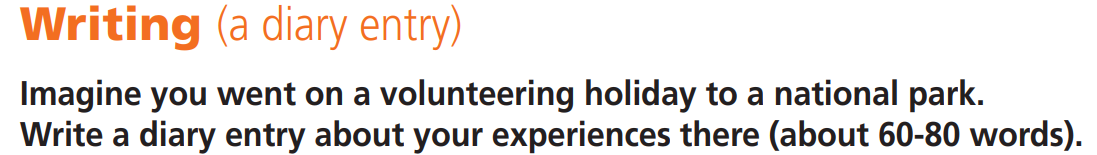 Writing (a diary entry)
Imagine you went on a volunteering holiday to a national park.
Write a diary entry about your experiences there (about 60-80 words).